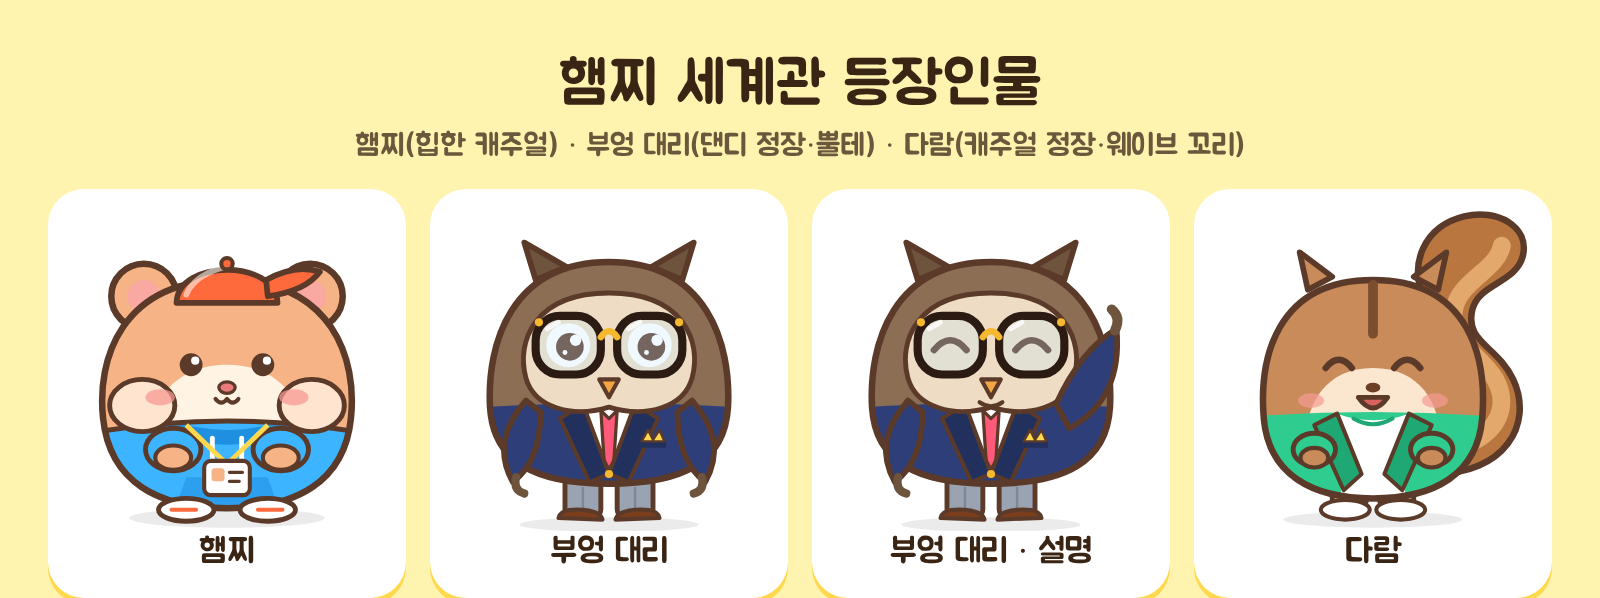 햄찌 세계관 등장인물
햄찌(힙한 캐주얼) · 부엉 대리(댄디 정장·뿔테) · 다람(캐주얼 정장·웨이브 꼬리)
햄찌
부엉 대리
부엉 대리 · 설명
다람